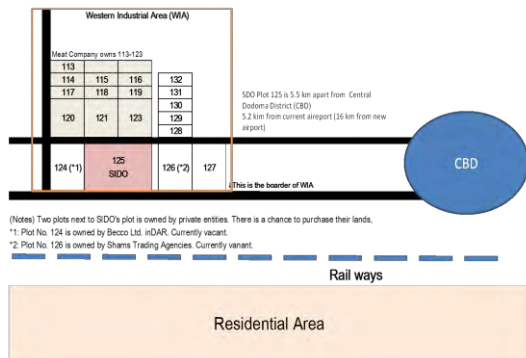 Western Industrial Area (WIA)
Meat Company owns 113-123
113
114 115 116 132
117 118 119 131
120 121 123 130
129
128
SDO Plot 125 is 5.5 km apart from Central
Dodoma District (CBD)
5.2 km from current aireport (16 km from new
airport)
124 (*1) 125 126 (*2) 127
SIDO
CBD
↓This is the boarder of WIA
(Notes) Two plots next to SIDO's plot is owned by private entities. There is a chance to purchase their lands,
*1: Plot No. 124 is owned by Becco Ltd. inDAR. Currently vacant.
*2: Plot No. 126 is owned by Shams Trading Agencies. Currently vanant.
Rail ways
Residential Area